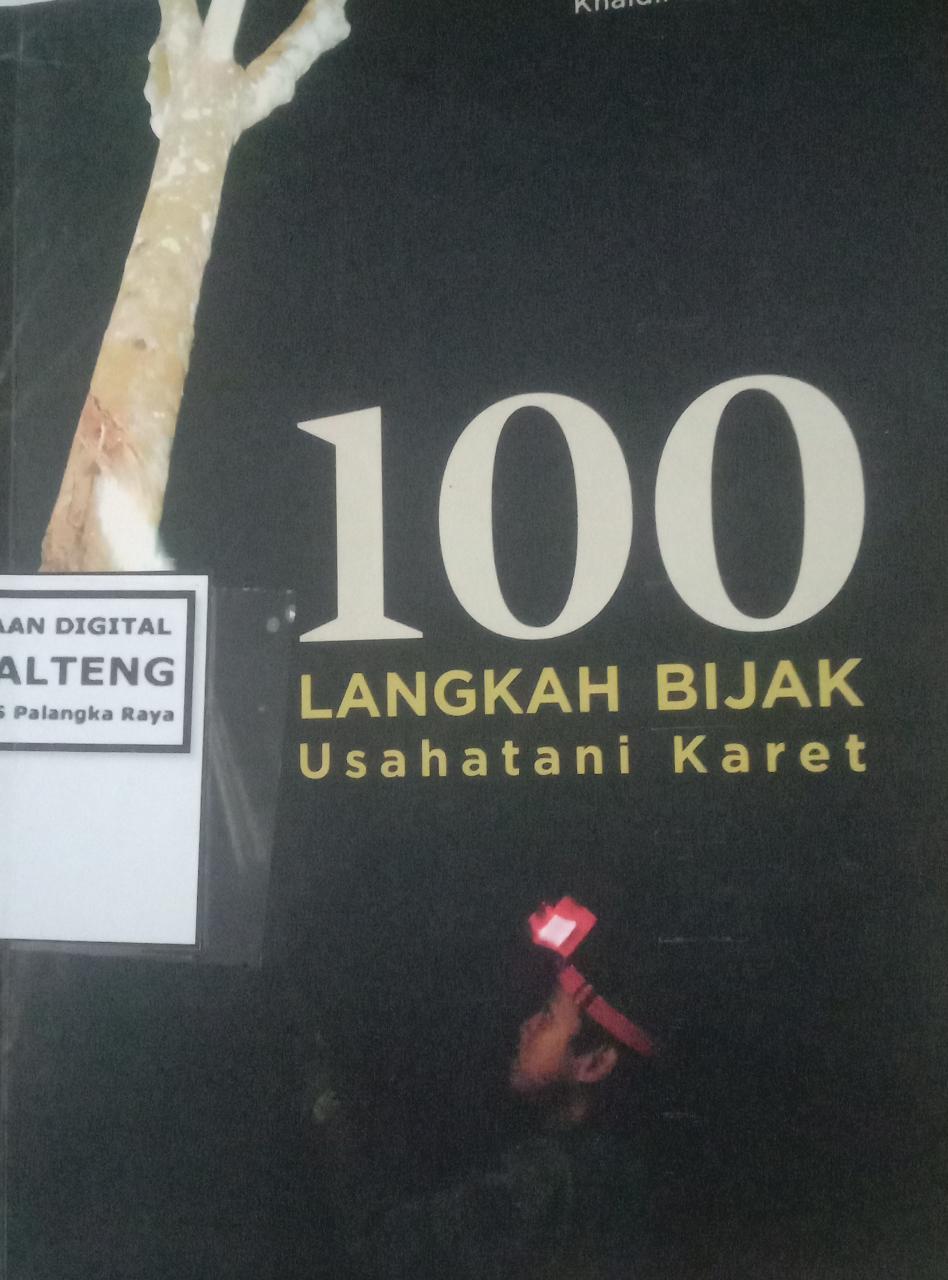 100
LANGKAH BIJAK
Usahatani Karet
AAN DIGITAL
ALTENG
S Palangka Raya